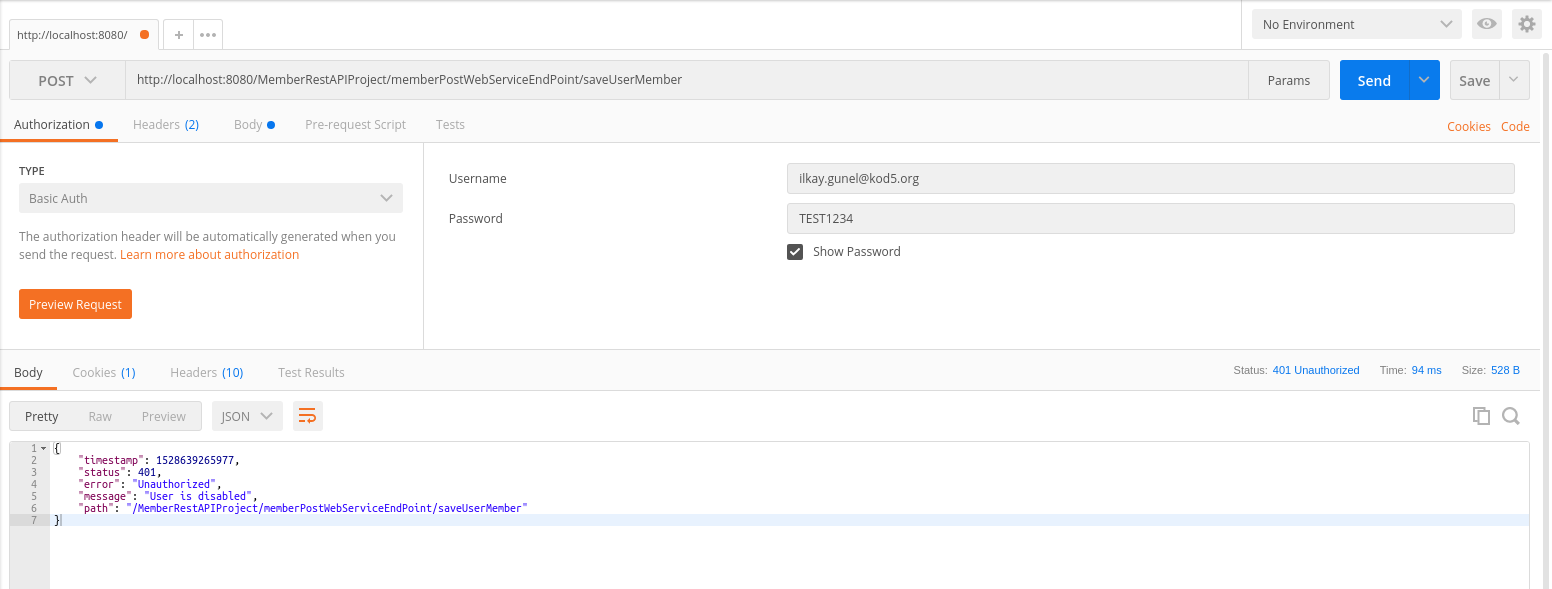 http://localhost:8080/
No Environment
POST http://localhost:8080/MemberRestAPIProject/memberPostWebServiceEndPoint/saveUserMember Params Send Save
Authorization Headers (2) Body Pre-request Script Tests Cookies Code
TYPE
Basic Auth
The authorization header will be automatically generated when you
send the request. Learn more about authorization
Preview Request
Username ilkay.gunel@kod5.org
Password TEST1234
Show Password
Body Cookies (1) Headers (10) Test Results Status: 401 Unauthorized Time: 94 ms Size: 528 B
Pretty Raw Preview JSON
1 {
2 "timestamp": 1528639265977,
3 "status": 401,
4 "error": "Unauthorized",
5 "message": "User is disabled",
6 "path": "/MemberRestAPIProject/memberPostWebServiceEndPoint/saveUserMember"
7 }